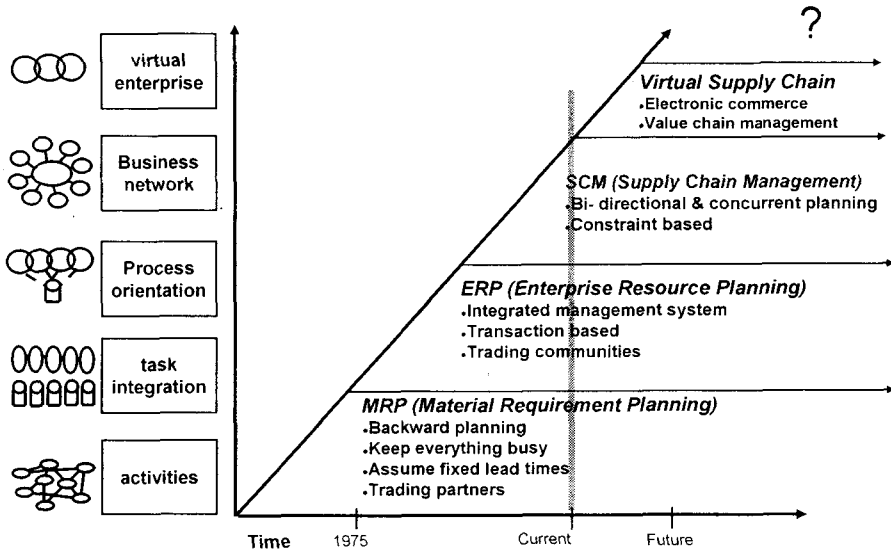 ?
virtual
enterprise
Business
network
Process
orientation
task
integration
activities
Virtual Supply Chain
•Electronic commerce
•Value chain management
SCM (Supply Chain Management)
•Bi- directional & concurrent planning
•Constraint based
ERP (Enterprise Resource Planning)
•Integrated management system
•Transaction based
•Trading communities
MRP (Material Requirement Planning)
•Backward planning
•Keep everything busy
•Assume fixed lead times
•Trading partners
Time
1975
Current
Future